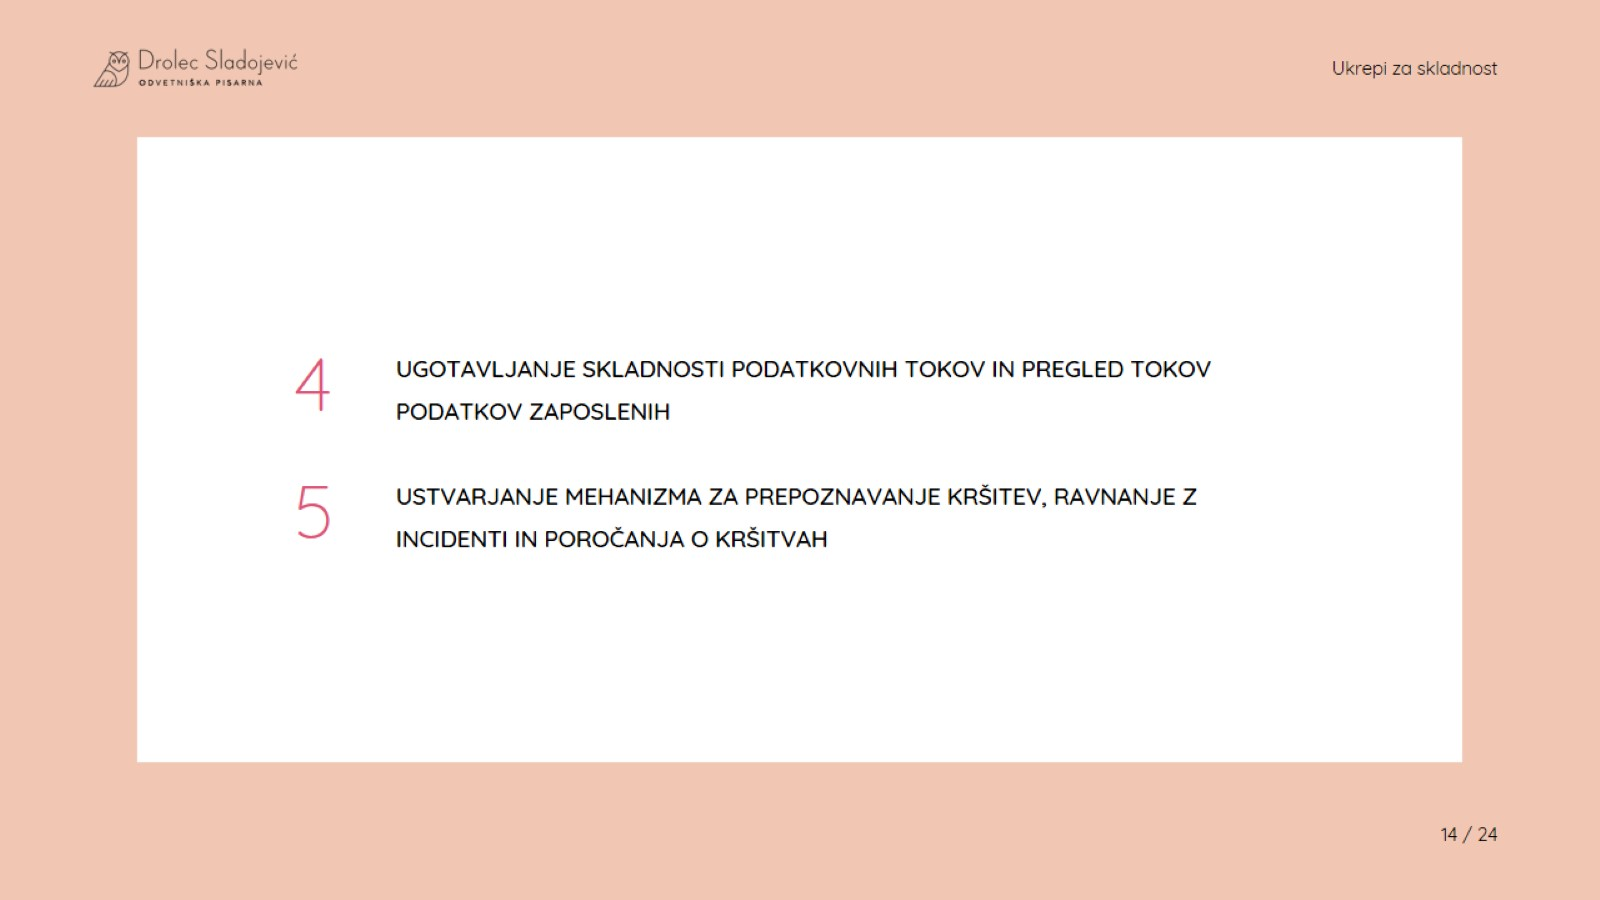 Drolec Sladojević
ODVETNIŠKA PISARNA
Ukrepi za skladnost
4
UGOTAVLJANJE SKLADNOSTI PODATKOVNIH TOKOV IN PREGLED TOKOV
PODATKOV ZAPOSLENIH
5
USTVARJANJE MEHANIZMA ZA PREPOZNAVANJE KRŠITEV, RAVNANJE Z
INCIDENTI IN POROČANJA O KRŠITVAH
14 / 24